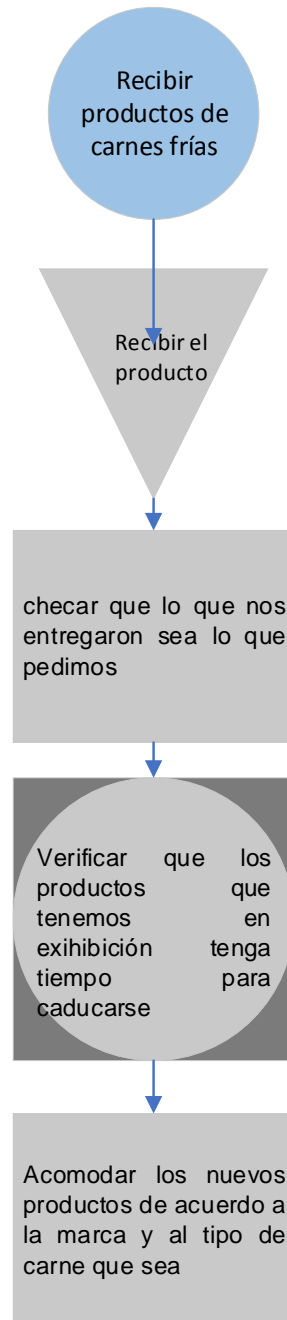 Recibir
productos de
carnes frías
Recibir el
producto
checar que lo que nos
entregaron sea lo que
pedimos
Verificar que los
productos que
tenemos en
exihibición tenga
tiempo para
caducarse
Acomodar los nuevos
productos de acuerdo a
la marca y al tipo de
carne que sea